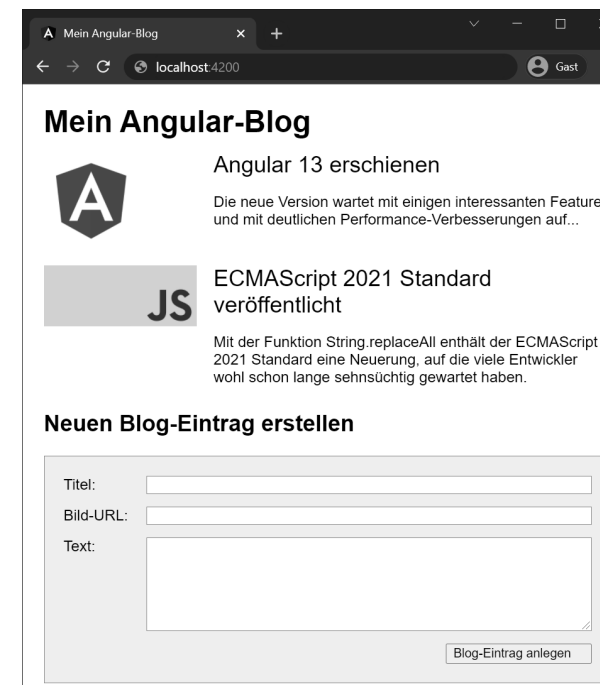 Mein Angular-Blog
localhost:4200
Gast
Mein Angular-Blog
A
Angular 13 erschienen
Die neue Version wartet mit einigen interessanten Feature
und mit deutlichen Performance-Verbesserungen auf...
JS
ECMAScript 2021 Standard
veröffentlicht
Mit der Funktion String.replaceAll enthält der ECMAScript
2021 Standard eine Neuerung, auf die viele Entwickler
wohl schon lange sehnsüchtig gewartet haben.
Neuen Blog-Eintrag erstellen
Titel:
Bild-URL:
Text:
Blog-Eintrag anlegen